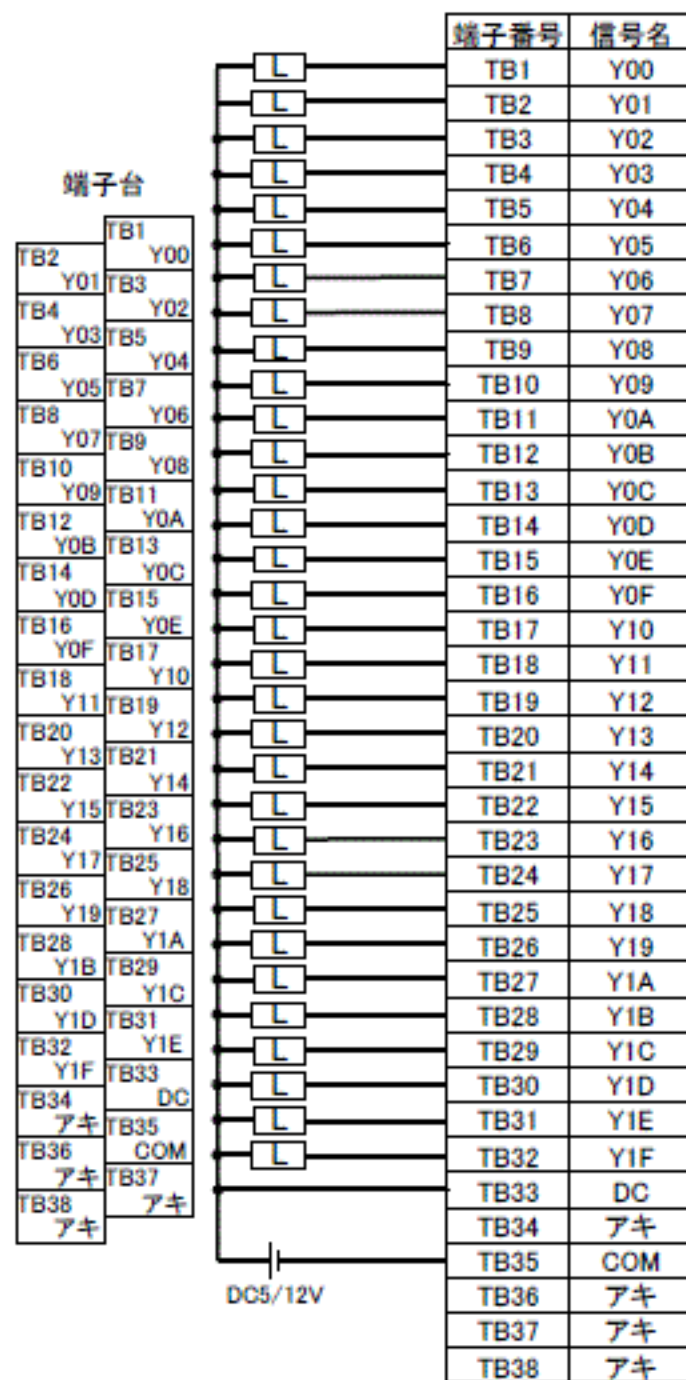 端子台
TB1 Y00
TB2 Y01
TB3 Y02
TB4 Y03
TB5 Y04
TB6 Y05
TB7 Y06
TB8 Y07
TB9 Y08
TB10 Y09
TB11 Y0A
TB12 Y0B
TB13 Y0C
TB14 Y0D
TB15 Y0E
TB16 Y0F
TB17 Y10
TB18 Y11
TB19 Y12
TB20 Y13
TB21 Y14
TB22 Y15
TB23 Y16
TB24 Y17
TB25 Y18
TB26 Y19
TB27 Y1A
TB28 Y1B
TB29 Y1C
TB30 Y1D
TB31 Y1E
TB32 Y1F
TB33 DC
TB34 アキ
TB35 COM
TB36 アキ
TB37 アキ
TB38 アキ
端子番号 信号名
L TB1 Y00
L TB2 Y01
L TB3 Y02
L TB4 Y03
L TB5 Y04
L TB6 Y05
L TB7 Y06
L TB8 Y07
L TB9 Y08
L TB10 Y09
L TB11 Y0A
L TB12 Y0B
L TB13 Y0C
L TB14 Y0D
L TB15 Y0E
L TB16 Y0F
L TB17 Y10
L TB18 Y11
L TB19 Y12
L TB20 Y13
L TB21 Y14
L TB22 Y15
L TB23 Y16
L TB24 Y17
L TB25 Y18
L TB26 Y19
L TB27 Y1A
L TB28 Y1B
L TB29 Y1C
L TB30 Y1D
L TB31 Y1E
L TB32 Y1F
TB33 DC
TB34 アキ
TB35 COM
DC5/12V
TB36 アキ
TB37 アキ
TB38 アキ